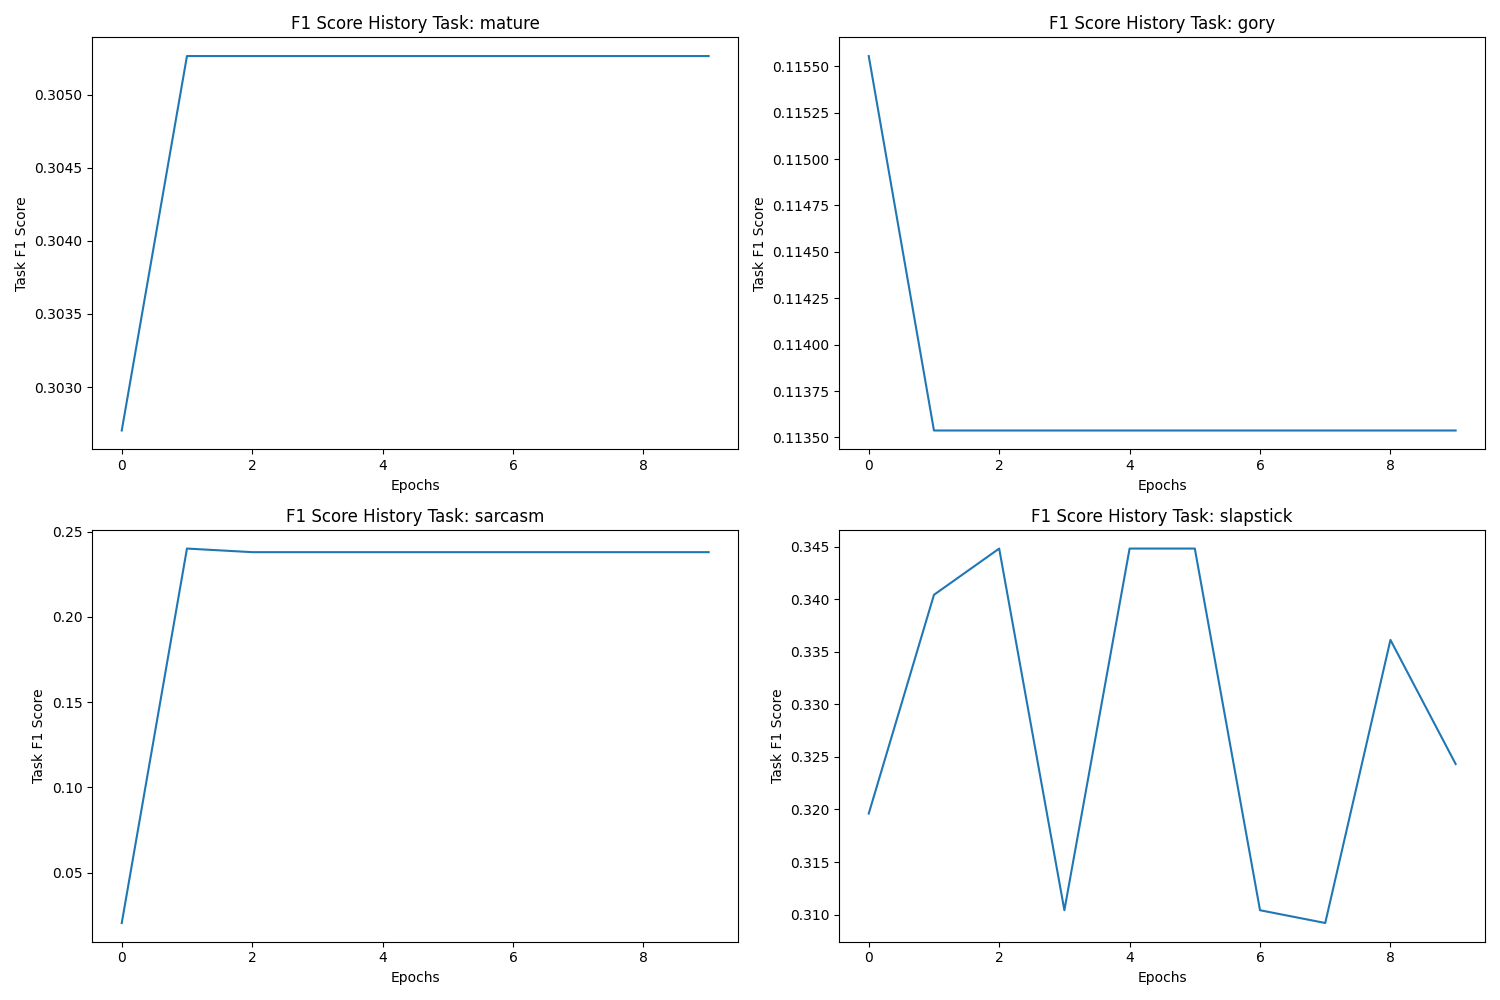 F1 Score History Task: mature
Task F1 Score
0.3050
0.3045
0.3040
0.3035
0.3030
0 2 4 6 8
Epochs
F1 Score History Task: gory
Task F1 Score
0.11550
0.11525
0.11500
0.11475
0.11450
0.11425
0.11400
0.11375
0.11350
0 2 4 6 8
Epochs
F1 Score History Task: sarcasm
Task F1 Score
0.25
0.20
0.15
0.10
0.05
0 2 4 6 8
Epochs
F1 Score History Task: slapstick
Task F1 Score
0.345
0.340
0.335
0.330
0.325
0.320
0.315
0.310
0 2 4 6 8
Epochs